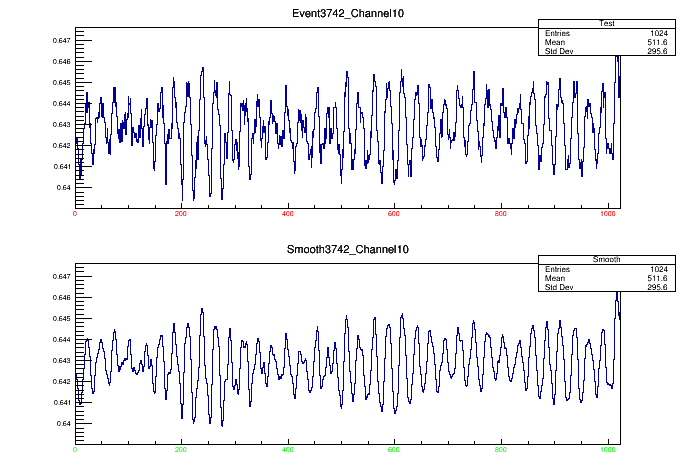 Event3742_Channel10
Test
Entries 1024
Mean 511.6
Std Dev 295.6
0.647
0.646
0.645
0.644
0.643
0.642
0.641
0.64
0 200 400 600 800 1000
Smooth3742_Channel10
Smooth
Entries 1024
Mean 511.6
Std Dev 295.6
0.647
0.646
0.645
0.644
0.643
0.642
0.641
0.64
0 200 400 600 800 1000